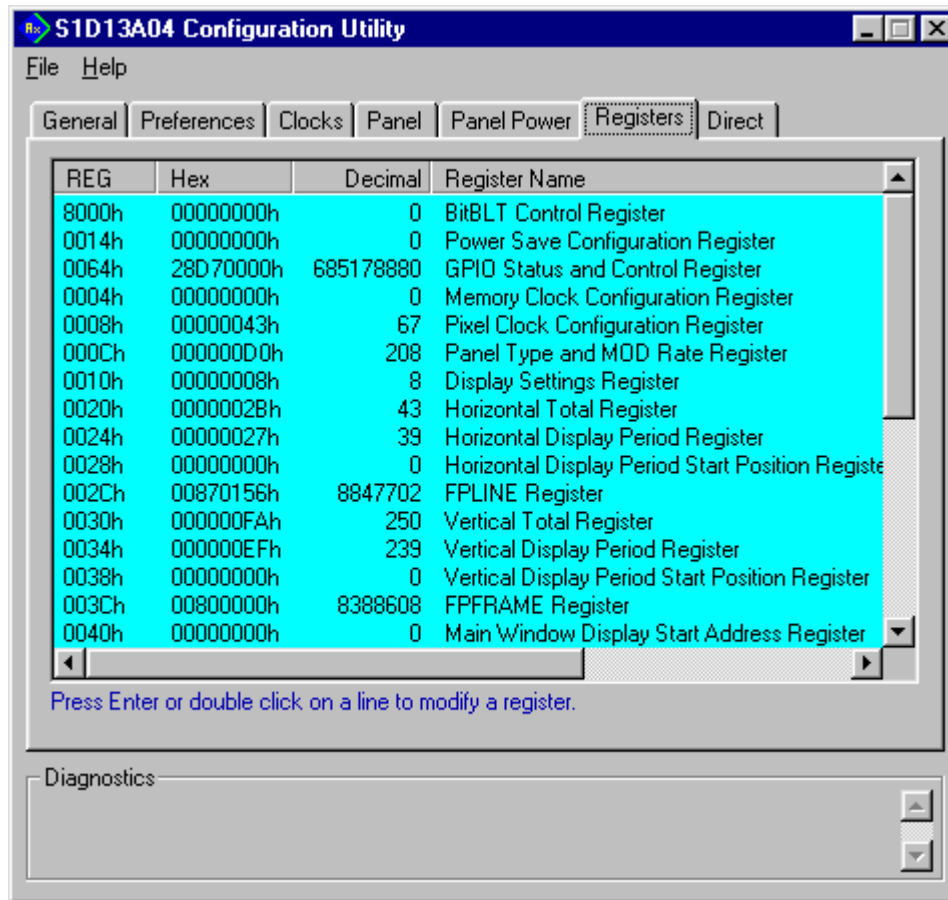 S1D13A04 Configuration Utility
File Help
General Preferences Clocks Panel Panel Power Registers Direct
REG Hex Decimal Register Name
8000h 00000000h 0 BitBLT Control Register
0014h 00000000h 0 Power Save Configuration Register
0064h 28D70000h 685178880 GPIO Status and Control Register
0004h 00000000h 0 Memory Clock Configuration Register
0008h 00000043h 67 Pixel Clock Configuration Register
000Ch 000000D0h 208 Panel Type and MOD Rate Register
0010h 00000008h 8 Display Settings Register
0020h 0000002Bh 43 Horizontal Total Register
0024h 00000027h 39 Horizontal Display Period Register
0028h 00000000h 0 Horizontal Display Period Start Position Registe
002Ch 00870156h 8847702 FPLINE Register
0030h 000000FAh 250 Vertical Total Register
0034h 000000EFh 239 Vertical Display Period Register
0038h 00000000h 0 Vertical Display Period Start Position Register
003Ch 00800000h 8388608 FPFRAME Register
0040h 00000000h 0 Main Window Display Start Address Register
Press Enter or double click on a line to modify a register.
Diagnostics